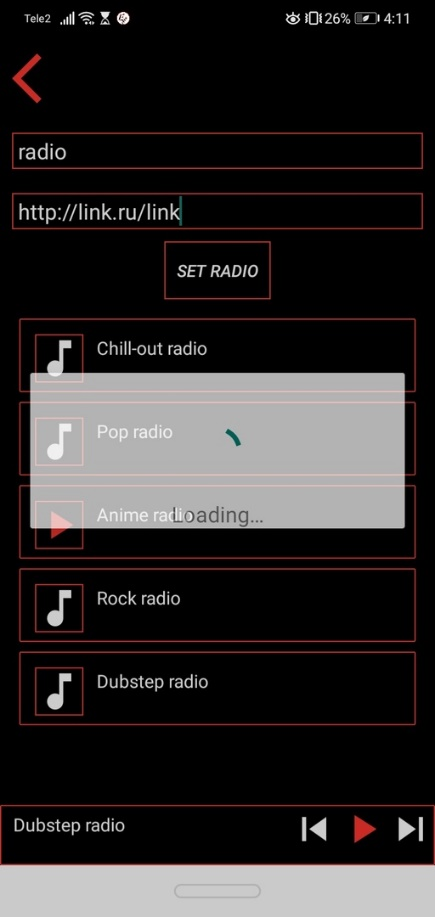 Tele2 26% 4:11
radio
http://link.ru/link
SET RADIO
Chill-out radio
Pop radio
Anime radio
Loading...
Rock radio
Dubstep radio
Dubstep radio